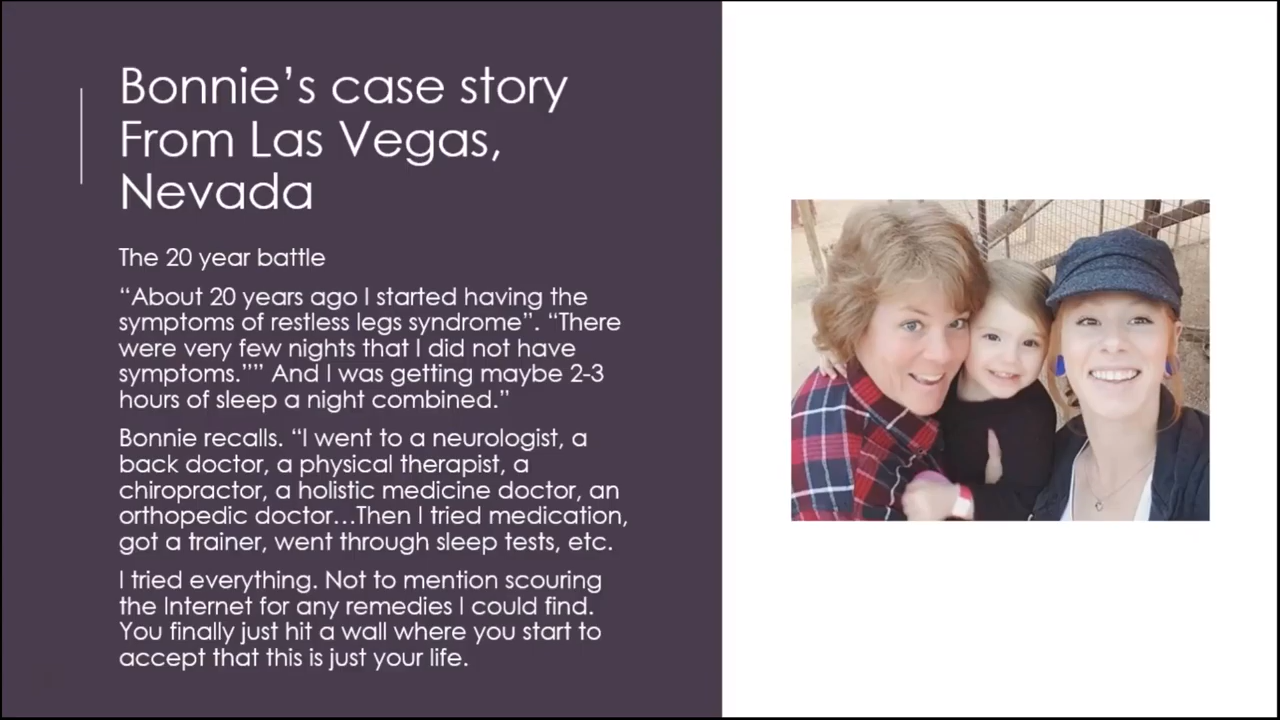 Bonnie’s case story
From Las Vegas,
Nevada
The 20 year battle
“About 20 years ago I started having the
symptoms of restless legs syndrome”. “There
were very few nights that I did not have
symptoms.”” And I was getting maybe 2-3
hours of sleep a night combined.”
Bonnie recalls. “I went to a neurologist, a
back doctor, a physical therapist, a
chiropractor, a holistic medicine doctor, an
orthopedic doctor…Then I tried medication,
got a trainer, went through sleep tests, etc.
I tried everything. Not to mention scouring
the Internet for any remedies I could find.
You finally just hit a wall where you start to
accept that this is just your life.